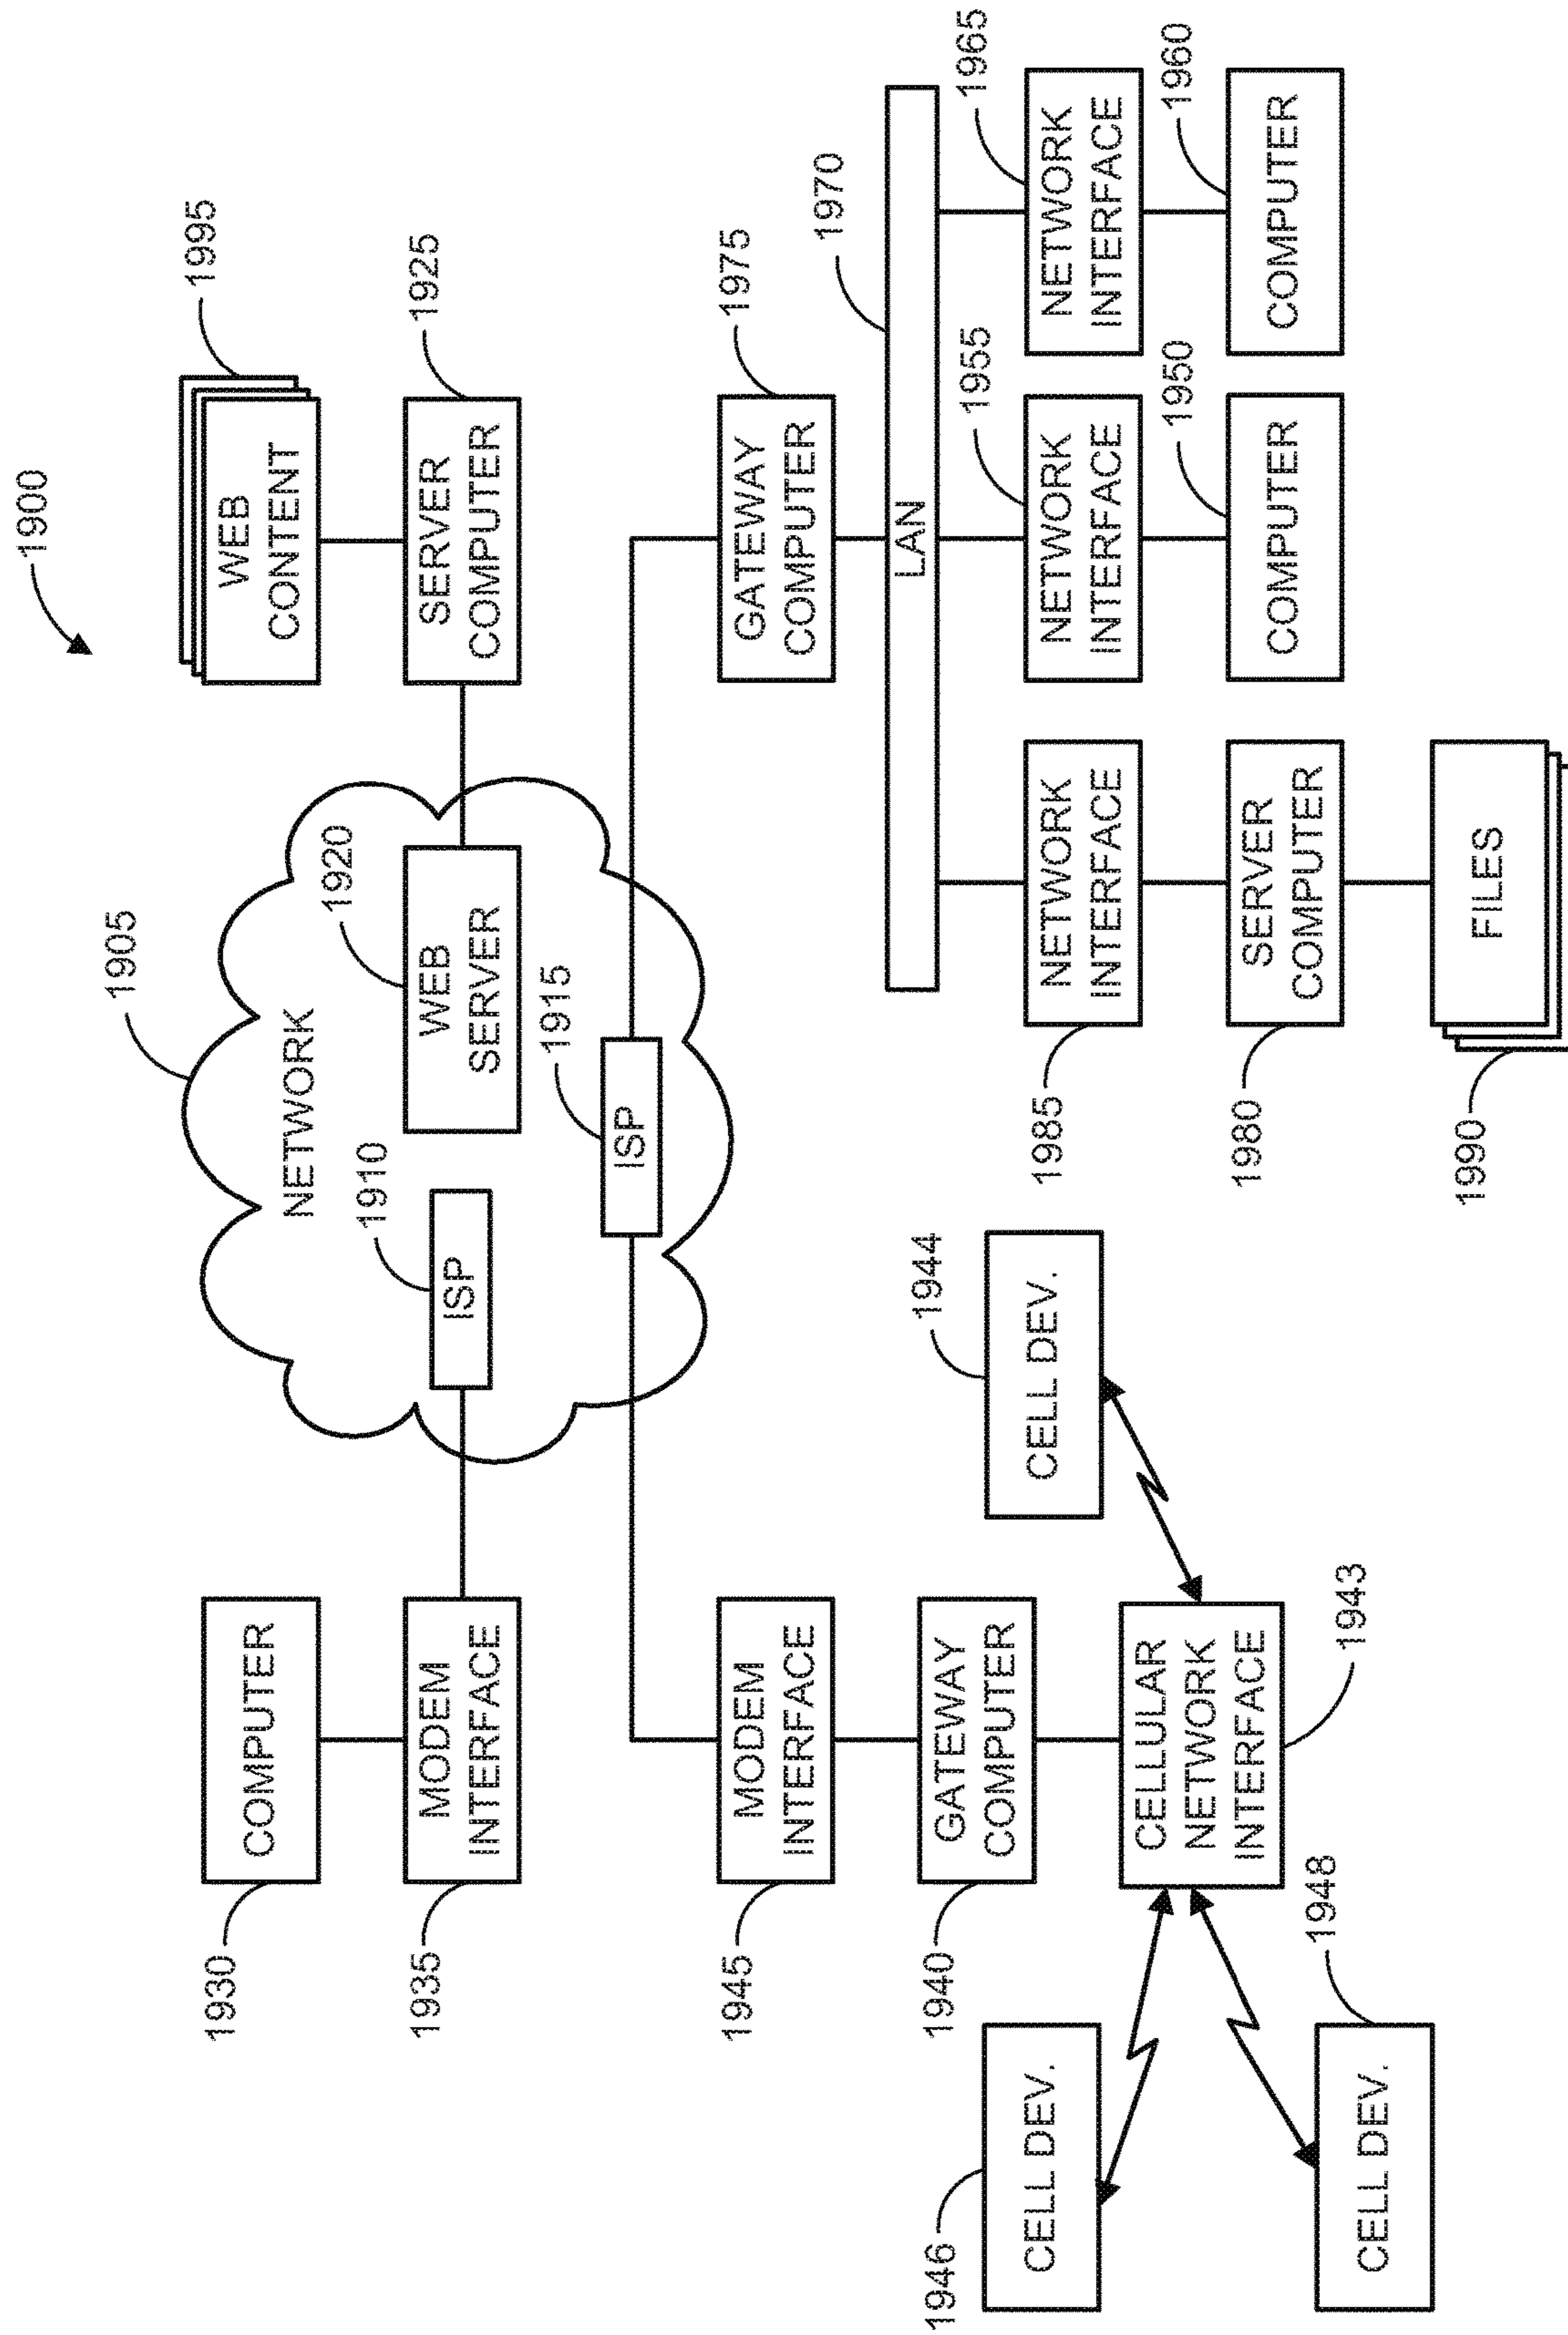 1900
1905
NETWORK
1995
WEB
CONTENT
1930
COMPUTER
1910
ISP
1920
WEB
SERVER
SERVER
COMPUTER
1925
1935
MODEM
INTERFACE
1915
ISP
1945
MODEM
INTERFACE
GATEWAY
COMPUTER
1975
1970
LAN
1940
GATEWAY
COMPUTER
1944
CELL DEV.
1946
CELL DEV.
CELLULAR
NETWORK
INTERFACE
1943
1985
NETWORK
INTERFACE
1955
NETWORK
INTERFACE
1965
NETWORK
INTERFACE
1980
SERVER
COMPUTER
1950
COMPUTER
1960
COMPUTER
1948
CELL DEV.
1990
FILES